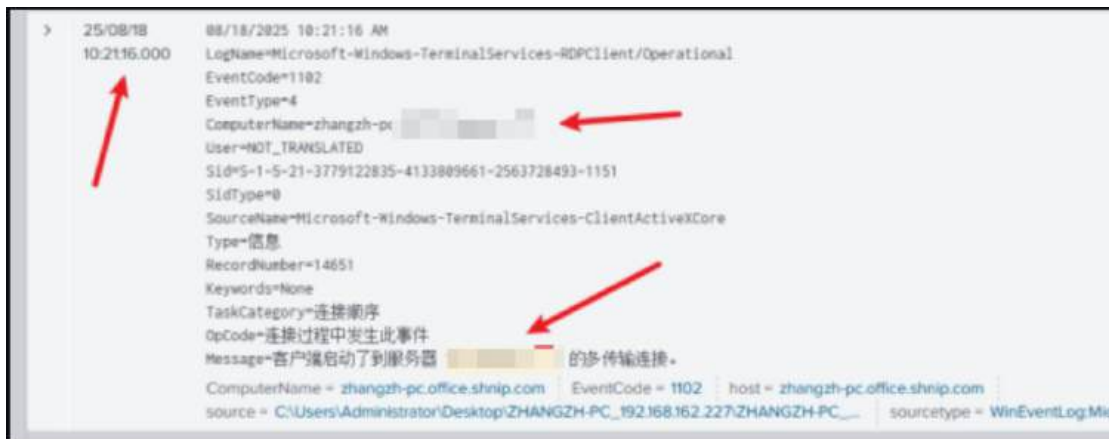 > 25/08/18 08/18/2025 10:21:16 AM
10:21:16.000 LogName=Microsoft-Windows-TerminalServices-RDPClient/Operational
EventCode=1102
EventType=4
ComputerName=zhangzh-pc
User=NOT_TRANSLATED
Sid=S-1-5-21-3779122835-4133809661-2563728493-1151
SidType=0
SourceName=Microsoft-Windows-TerminalServices-ClientActiveXCore
Type=信息
RecordNumber=14651
Keywords=None
TaskCategory=连接顺序
OpCode=连接过程中发生此事件
Message=客户端启动了到服务器 的多传输连接。
ComputerName = zhangzh-pc.office.shnip.com EventCode = 1102 host = zhangzh-pc.office.shnip.com
source = C:\Users\Administrator\Desktop\ZHANGZH-PC_192.168.162.227\ZHANGZH-PC_... sourcetype = WinEventLog:Mic